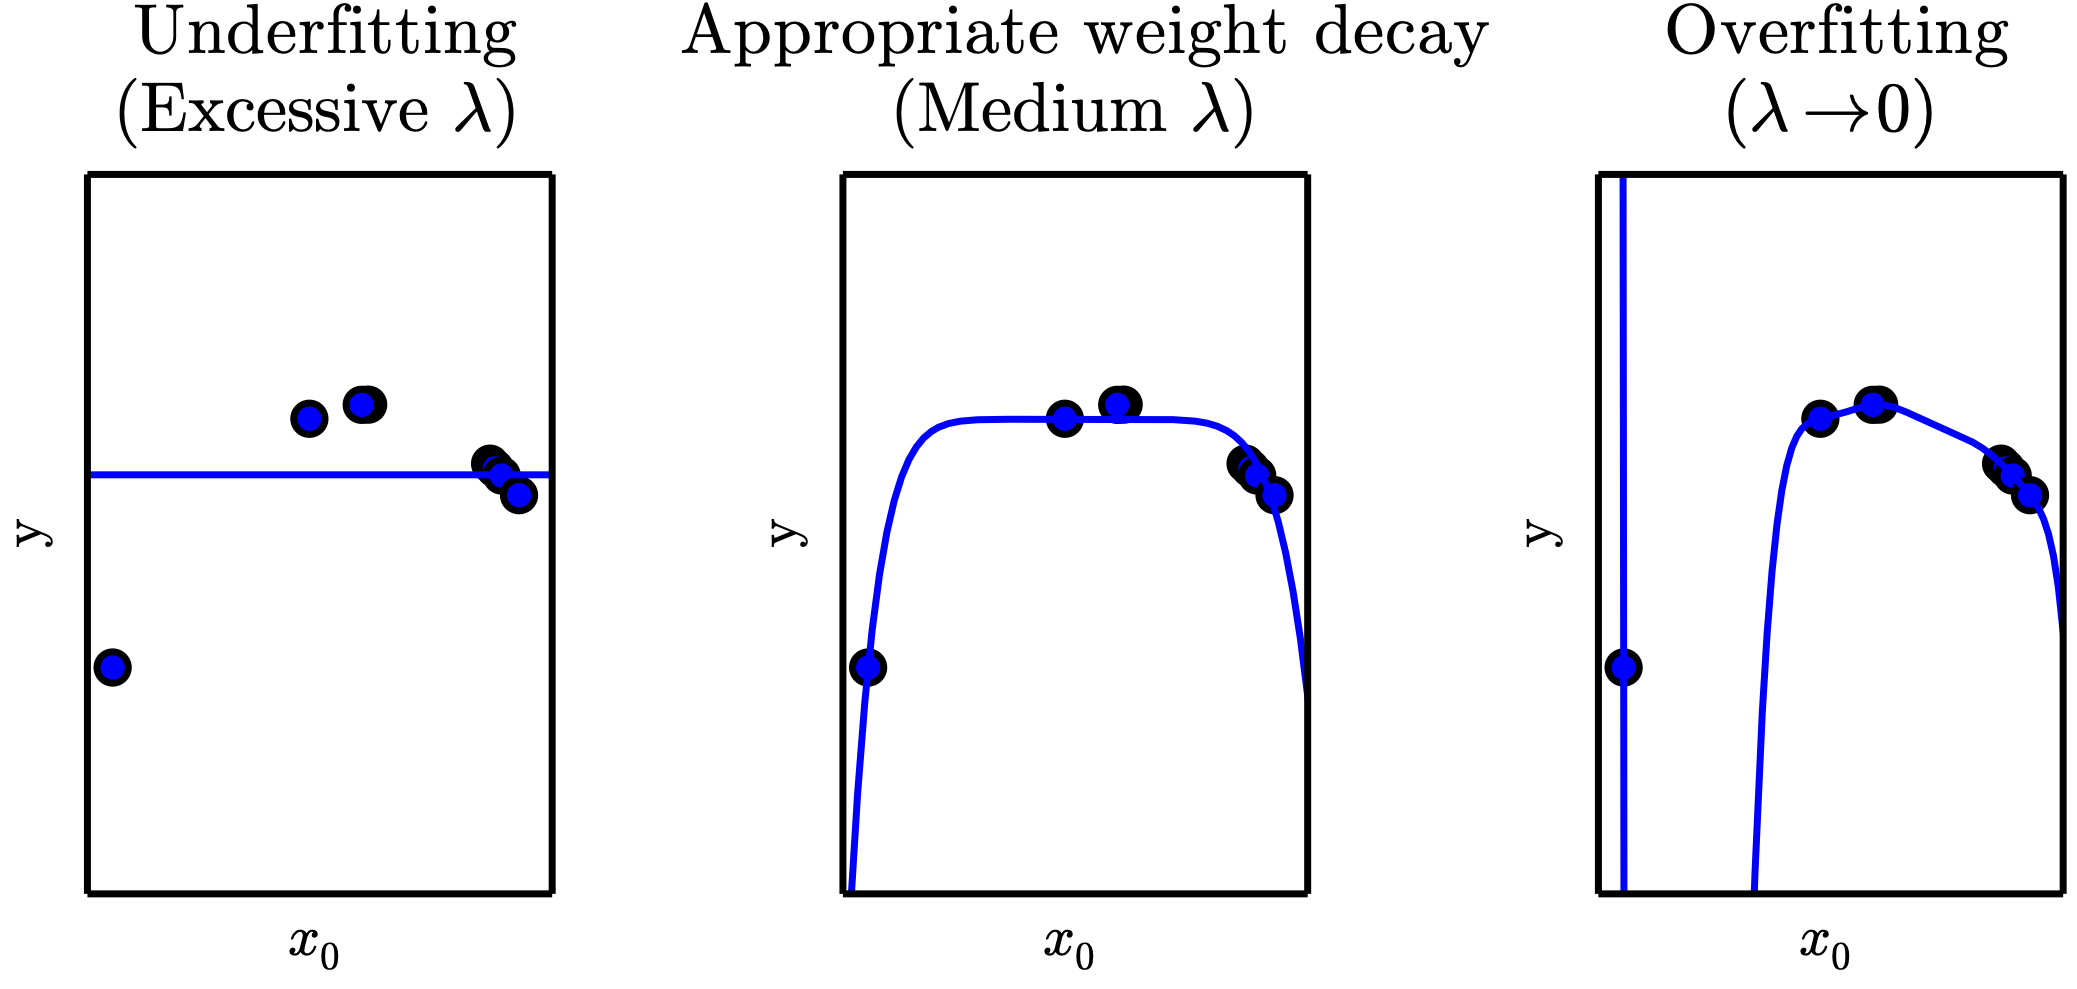 Underfitting
(Excessive λ)
Appropriate weight decay
(Medium λ)
Overfitting
(λ→0)
y
x₀
y
x₀
y
x₀